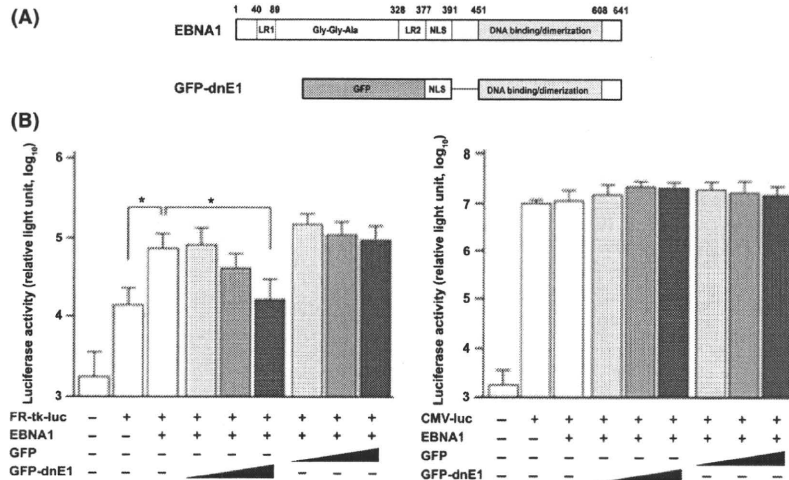 (A)
1 40 89 328 377 391 451 608 641
EBNA1 LR1 Gly-Gly-Ala LR2 NLS DNA binding/dimerization
GFP-dnE1 GFP NLS DNA binding/dimerization
(B)
Luciferase activity (relative light unit, log10)
6
5
4
3
* *
FR-tk-luc – + + + + + + + +
EBNA1 – – + + + + + + +
GFP – – – – – –
GFP-dnE1 – – – – – –
Luciferase activity (relative light unit, log10)
8
7
6
5
4
3
CMV-luc – + + + + + + + +
EBNA1 – – + + + + + + +
GFP – – – – – –
GFP-dnE1 – – – – – –